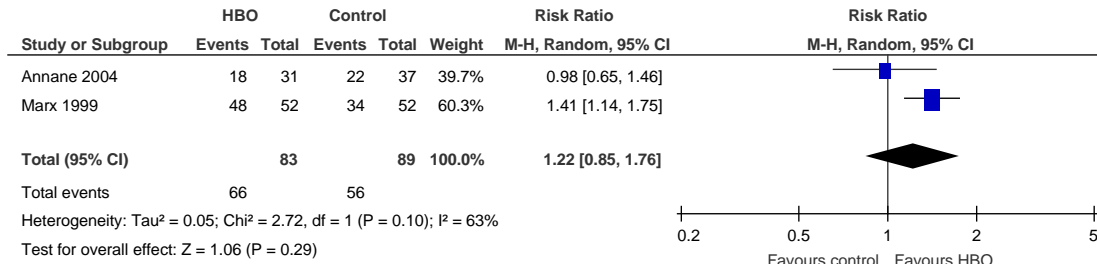 HBO Control Risk Ratio Risk Ratio
Study or Subgroup Events Total Events Total Weight M-H, Random, 95% CI M-H, Random, 95% CI
Annane 2004 18 31 22 37 39.7% 0.98 [0.65, 1.46]
Marx 1999 48 52 34 52 60.3% 1.41 [1.14, 1.75]
Total (95% CI) 83 89 100.0% 1.22 [0.85, 1.76]
Total events 66 56
Heterogeneity: Tau² = 0.05; Chi² = 2.72, df = 1 (P = 0.10); I² = 63%
Test for overall effect: Z = 1.06 (P = 0.29)
0.2 0.5 1 2 5
Favours control Favours HBO